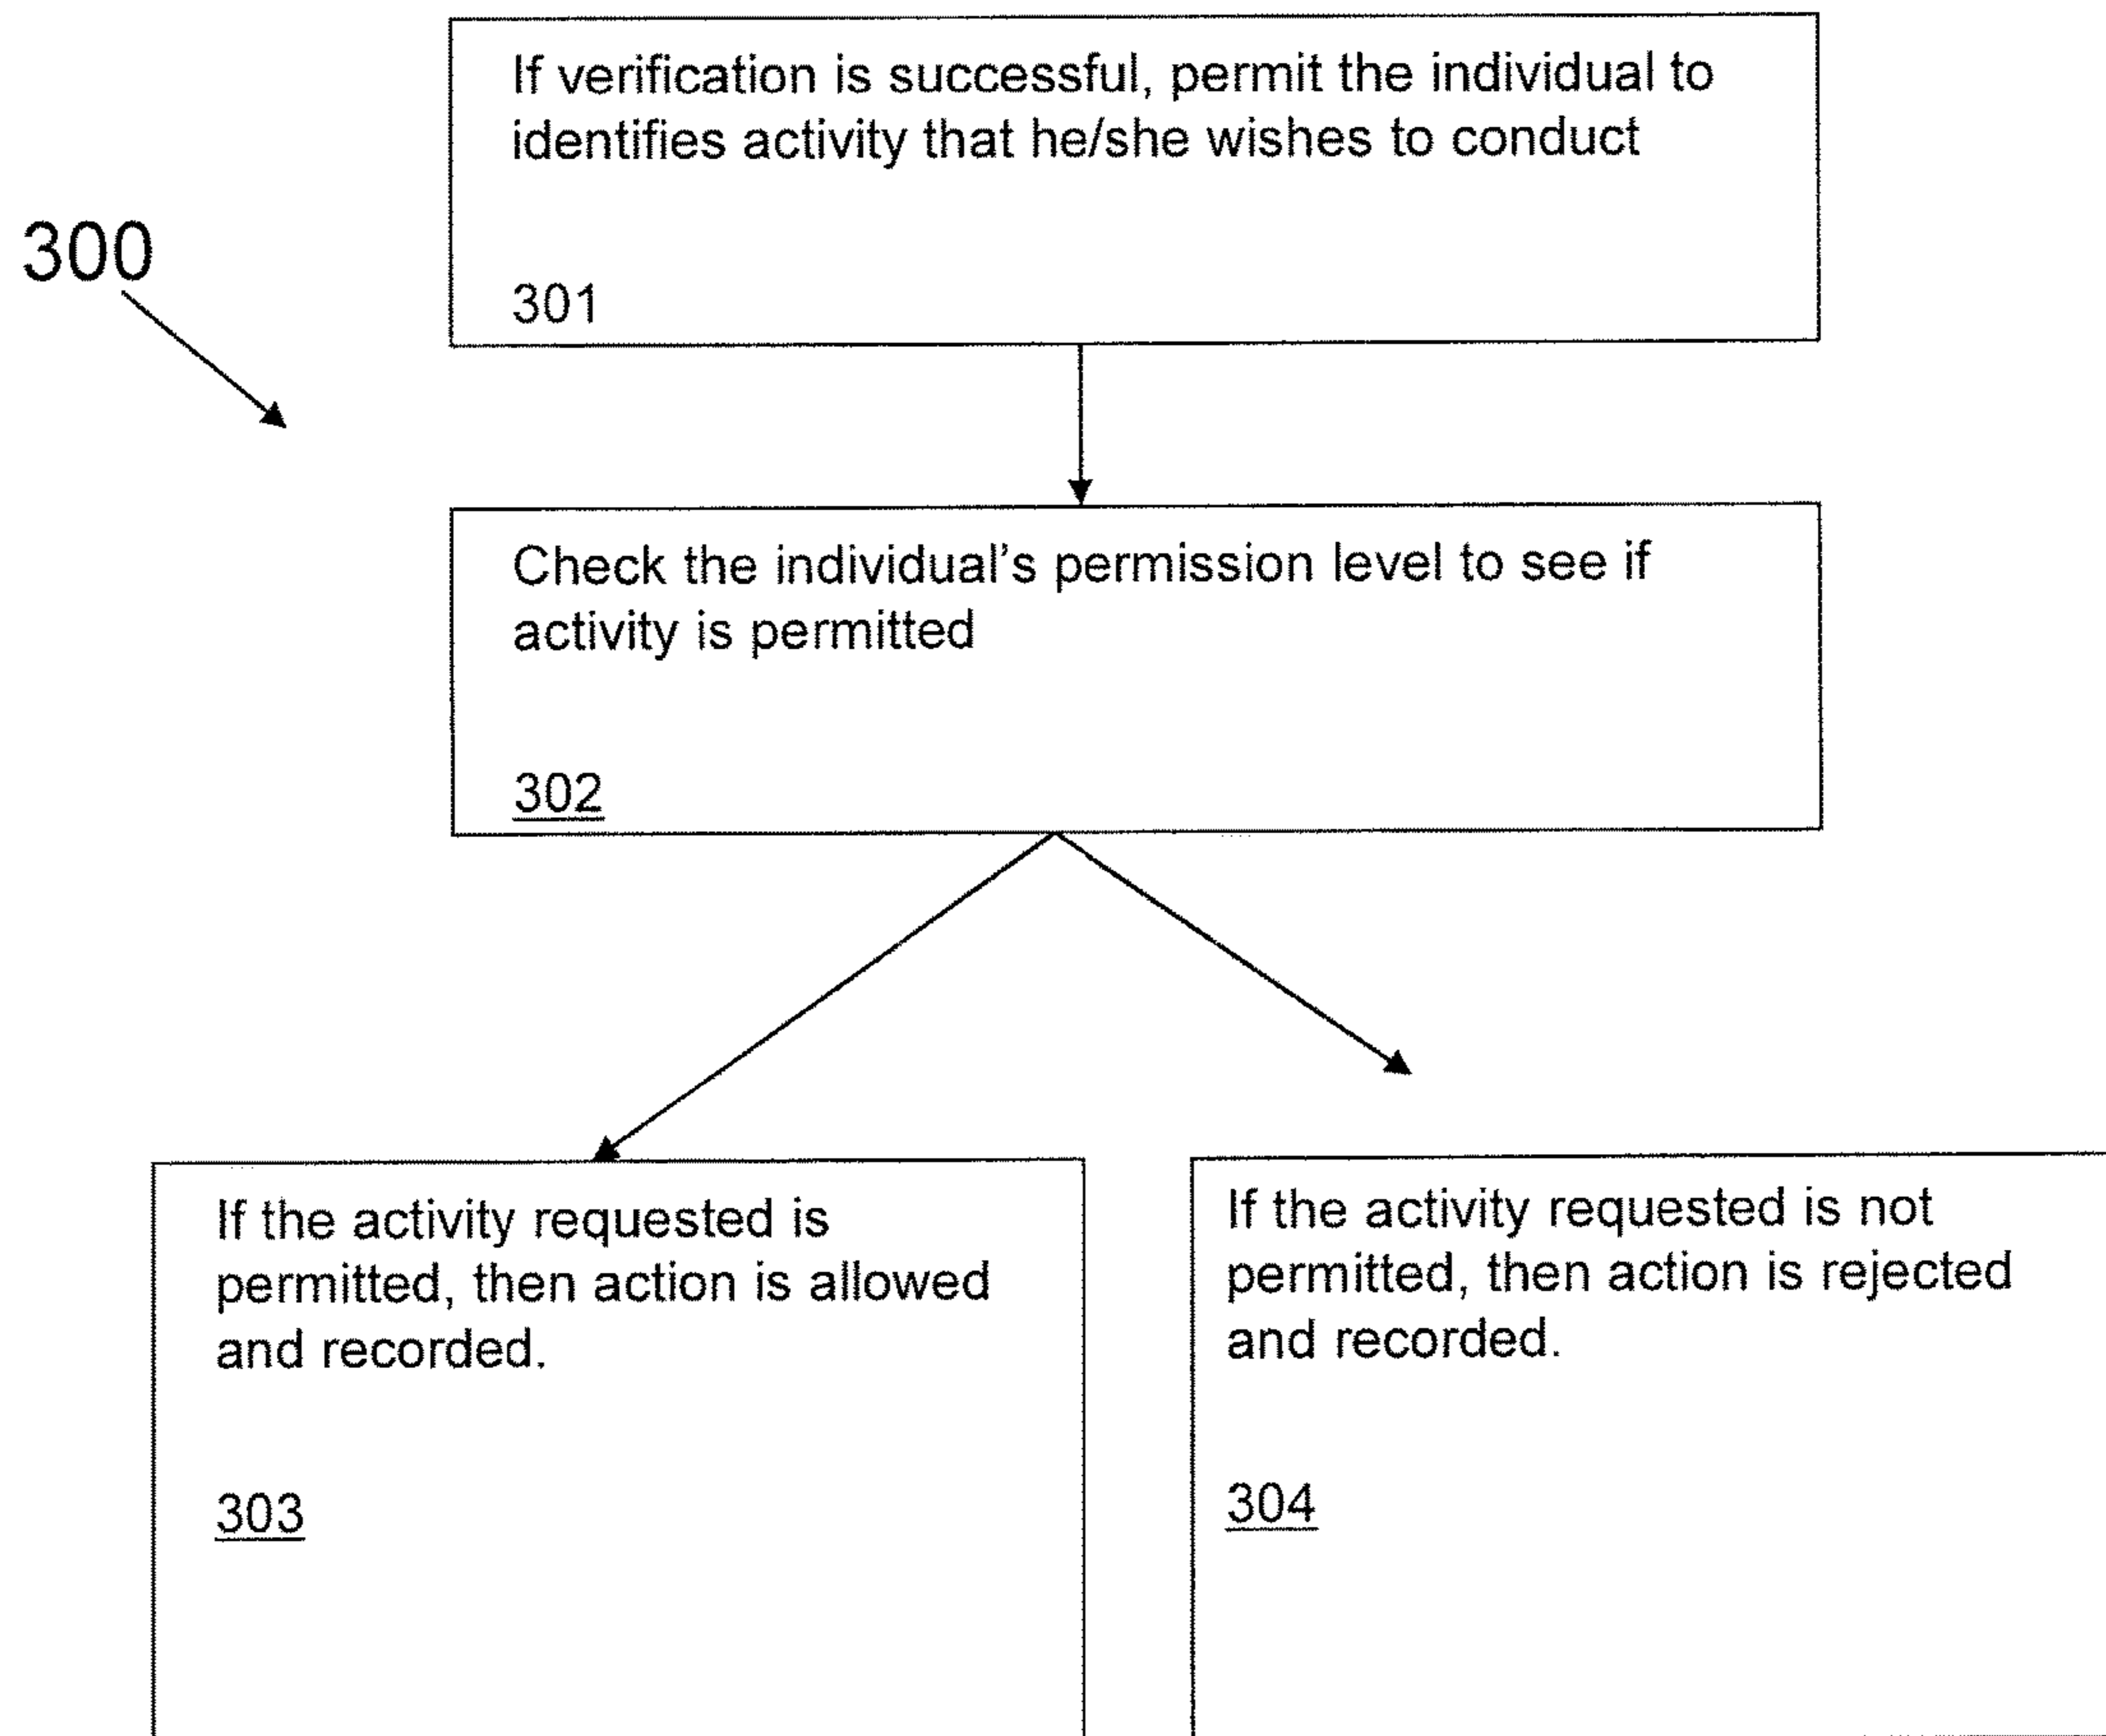 If verification is successful, permit the individual to
identifies activity that he/she wishes to conduct
301
300
Check the individual's permission level to see if
activity is permitted
302
If the activity requested is
permitted, then action is allowed
and recorded.
303
If the activity requested is not
permitted, then action is rejected
and recorded.
304